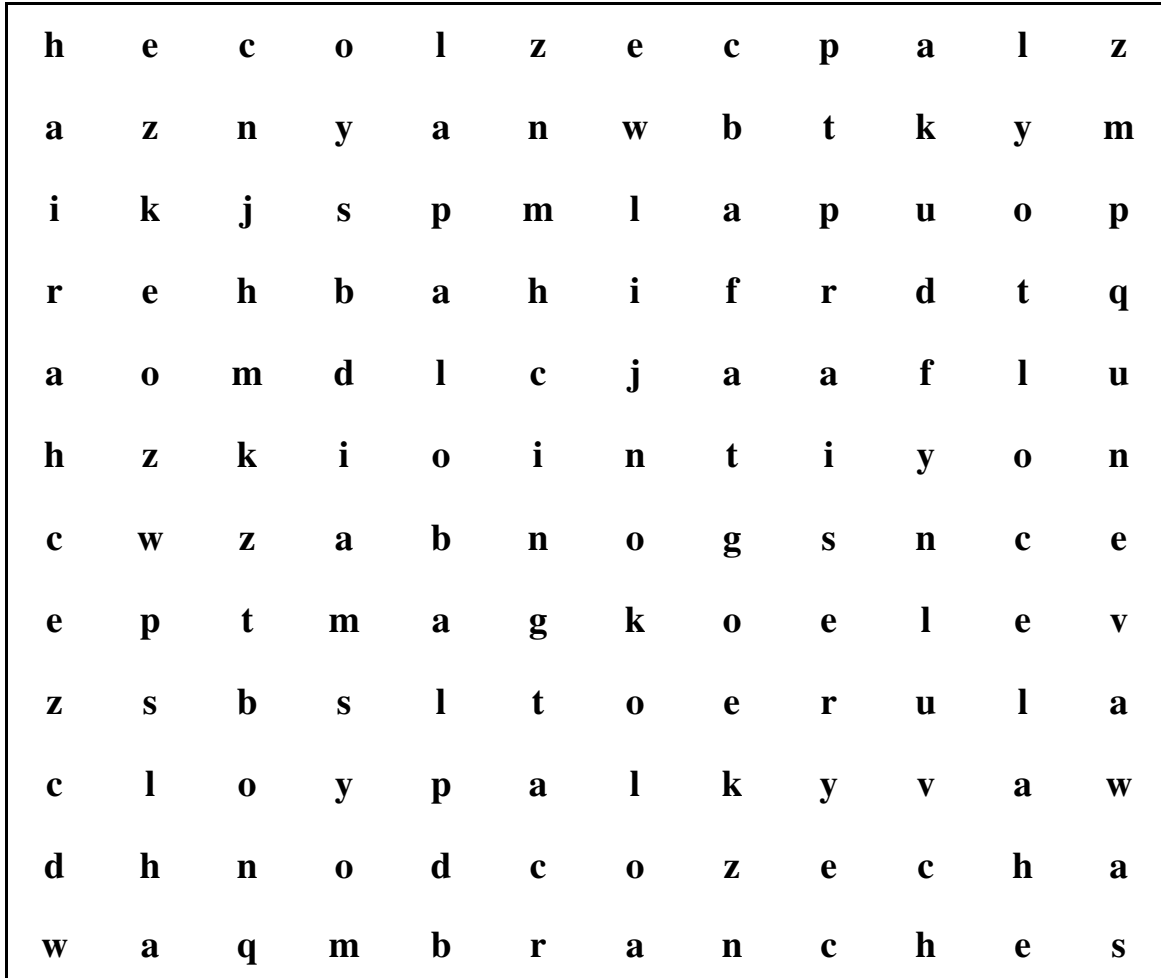 h e c o l z e c p a l z
a z n y a n w b t k y m
i k j s p m l a p u o p
r e h b a h i f r d t q
a o m d l c j a a f l u
h z k i o i n t i y o n
c w z a b n o g s n c e
e p t m a g k o e l e v
z s b s l t o e r u l a
c l o y p a l k y v a w
d h n o d c o z e c h a
w a q m b r a n c h e s